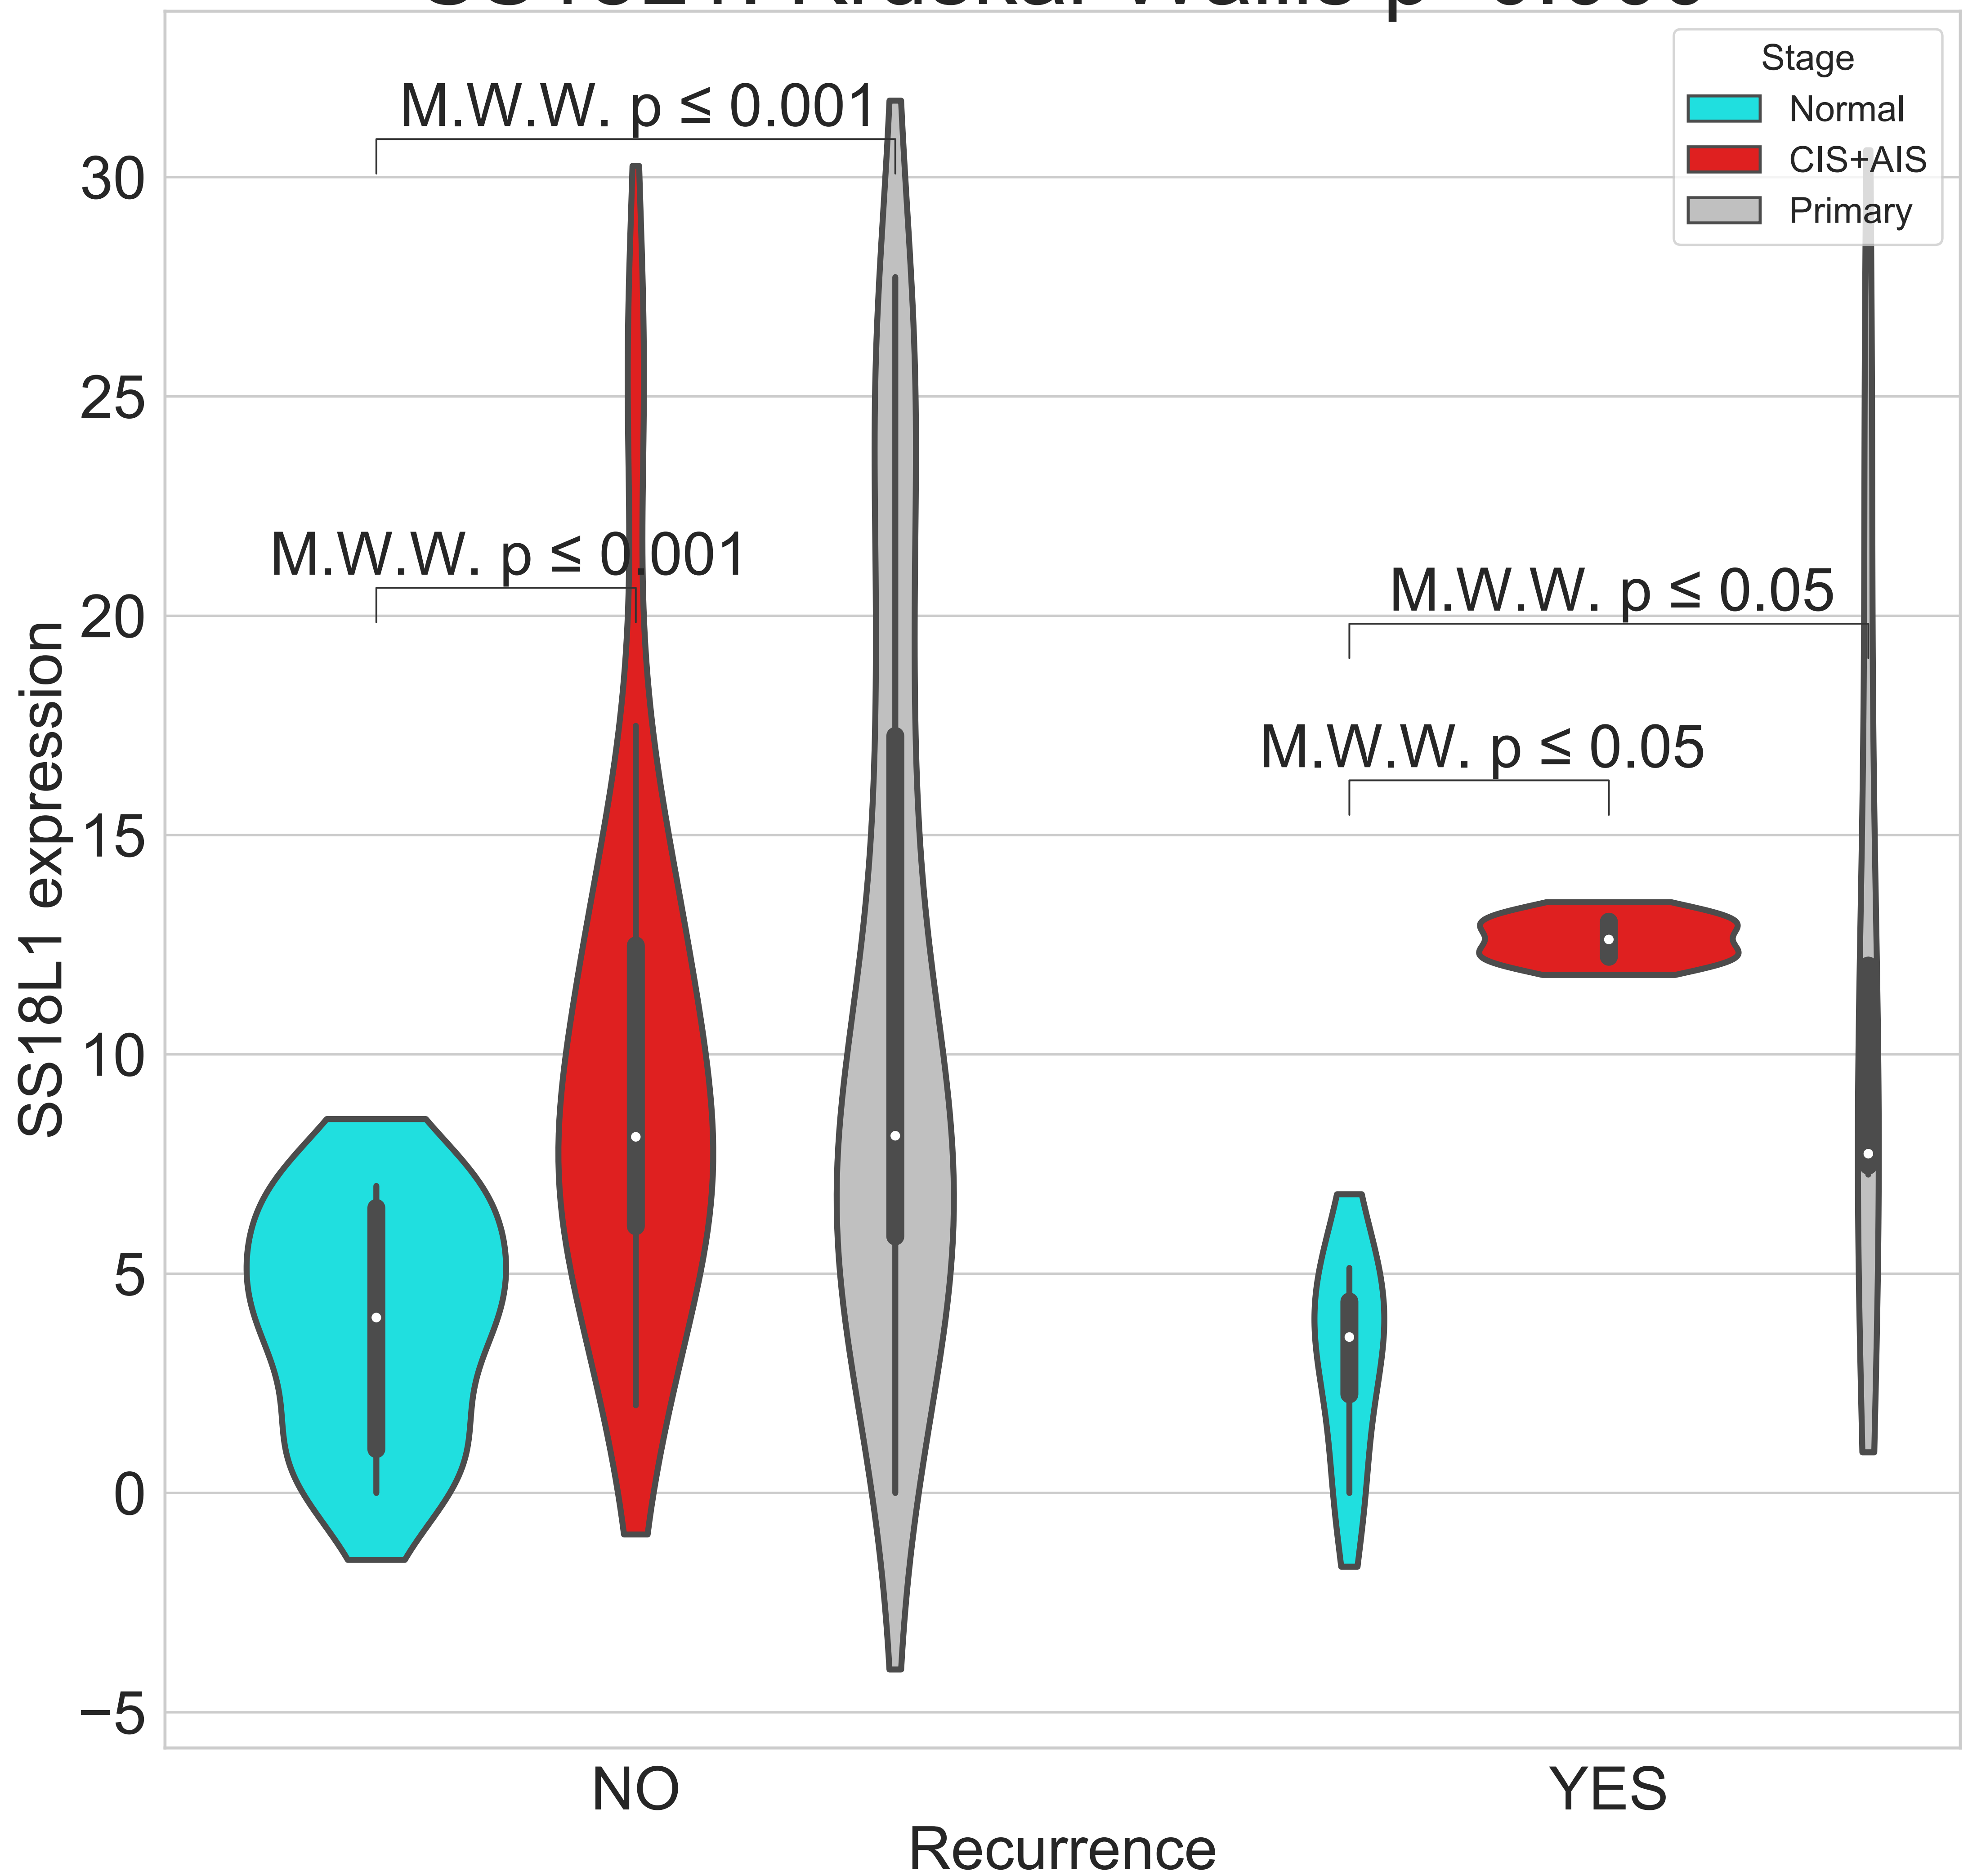 Stage
Normal
CIS+AIS
Primary
M.W.W. p ≤ 0.001
M.W.W. p ≤ 0.001
M.W.W. p ≤ 0.05
M.W.W. p ≤ 0.05
SS18L1 expression
30
25
20
15
10
5
0
−5
NO
YES
Recurrence